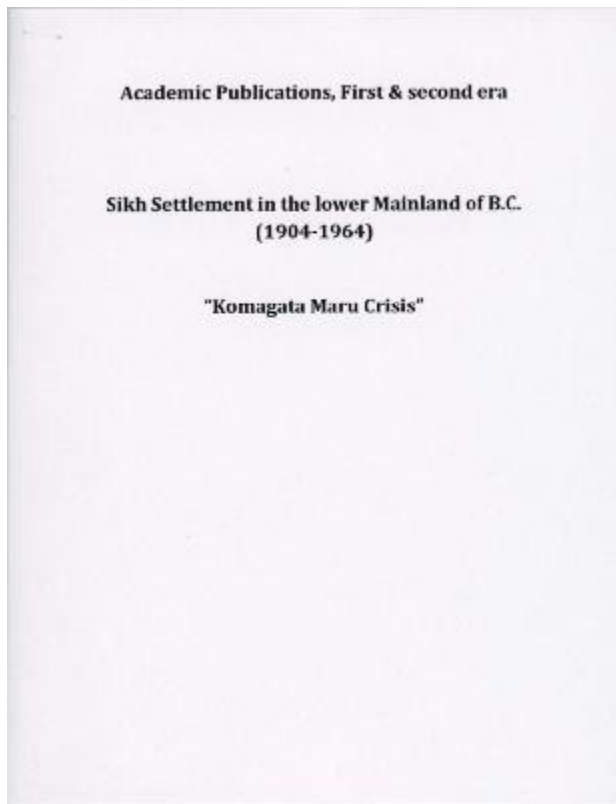 Academic Publications, First & second era
Sikh Settlement in the lower Mainland of B.C.
(1904-1964)
"Komagata Maru Crisis"